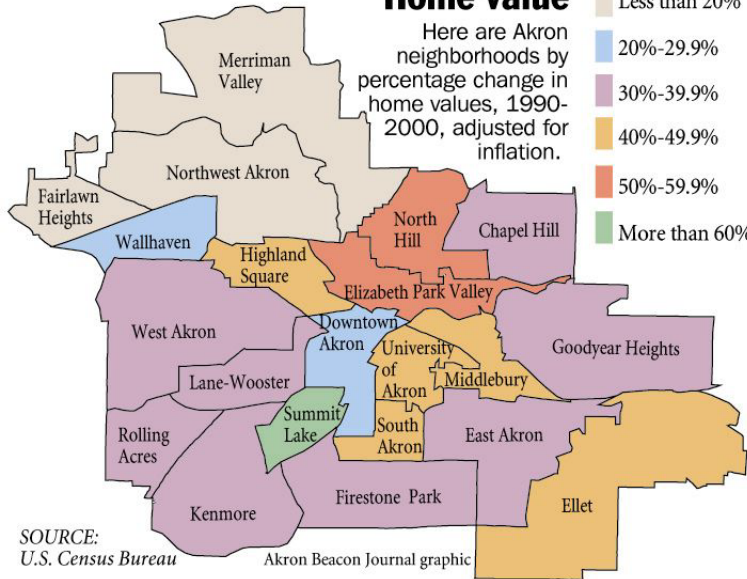 Home Value
Here are Akron
neighborhoods by
percentage change in
home values, 1990-
2000, adjusted for
inflation.
Less than 20%
20%-29.9%
30%-39.9%
40%-49.9%
50%-59.9%
More than 60%
Merriman
Valley
Northwest Akron
Fairlawn
Heights
Wallhaven
Highland
Square
North
Hill
Chapel Hill
Elizabeth Park Valley
West Akron
Downtown
Akron
University
of
Akron
Middlebury
Goodyear Heights
Lane-Wooster
Summit
Lake
South
Akron
East Akron
Rolling
Acres
Kenmore
Firestone Park
Ellet
SOURCE:
U.S. Census Bureau
Akron Beacon Journal graphic